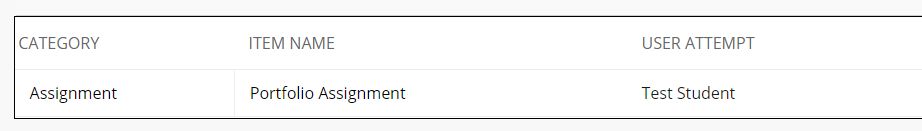 CATEGORY ITEM NAME USER ATTEMPT
Assignment Portfolio Assignment Test Student